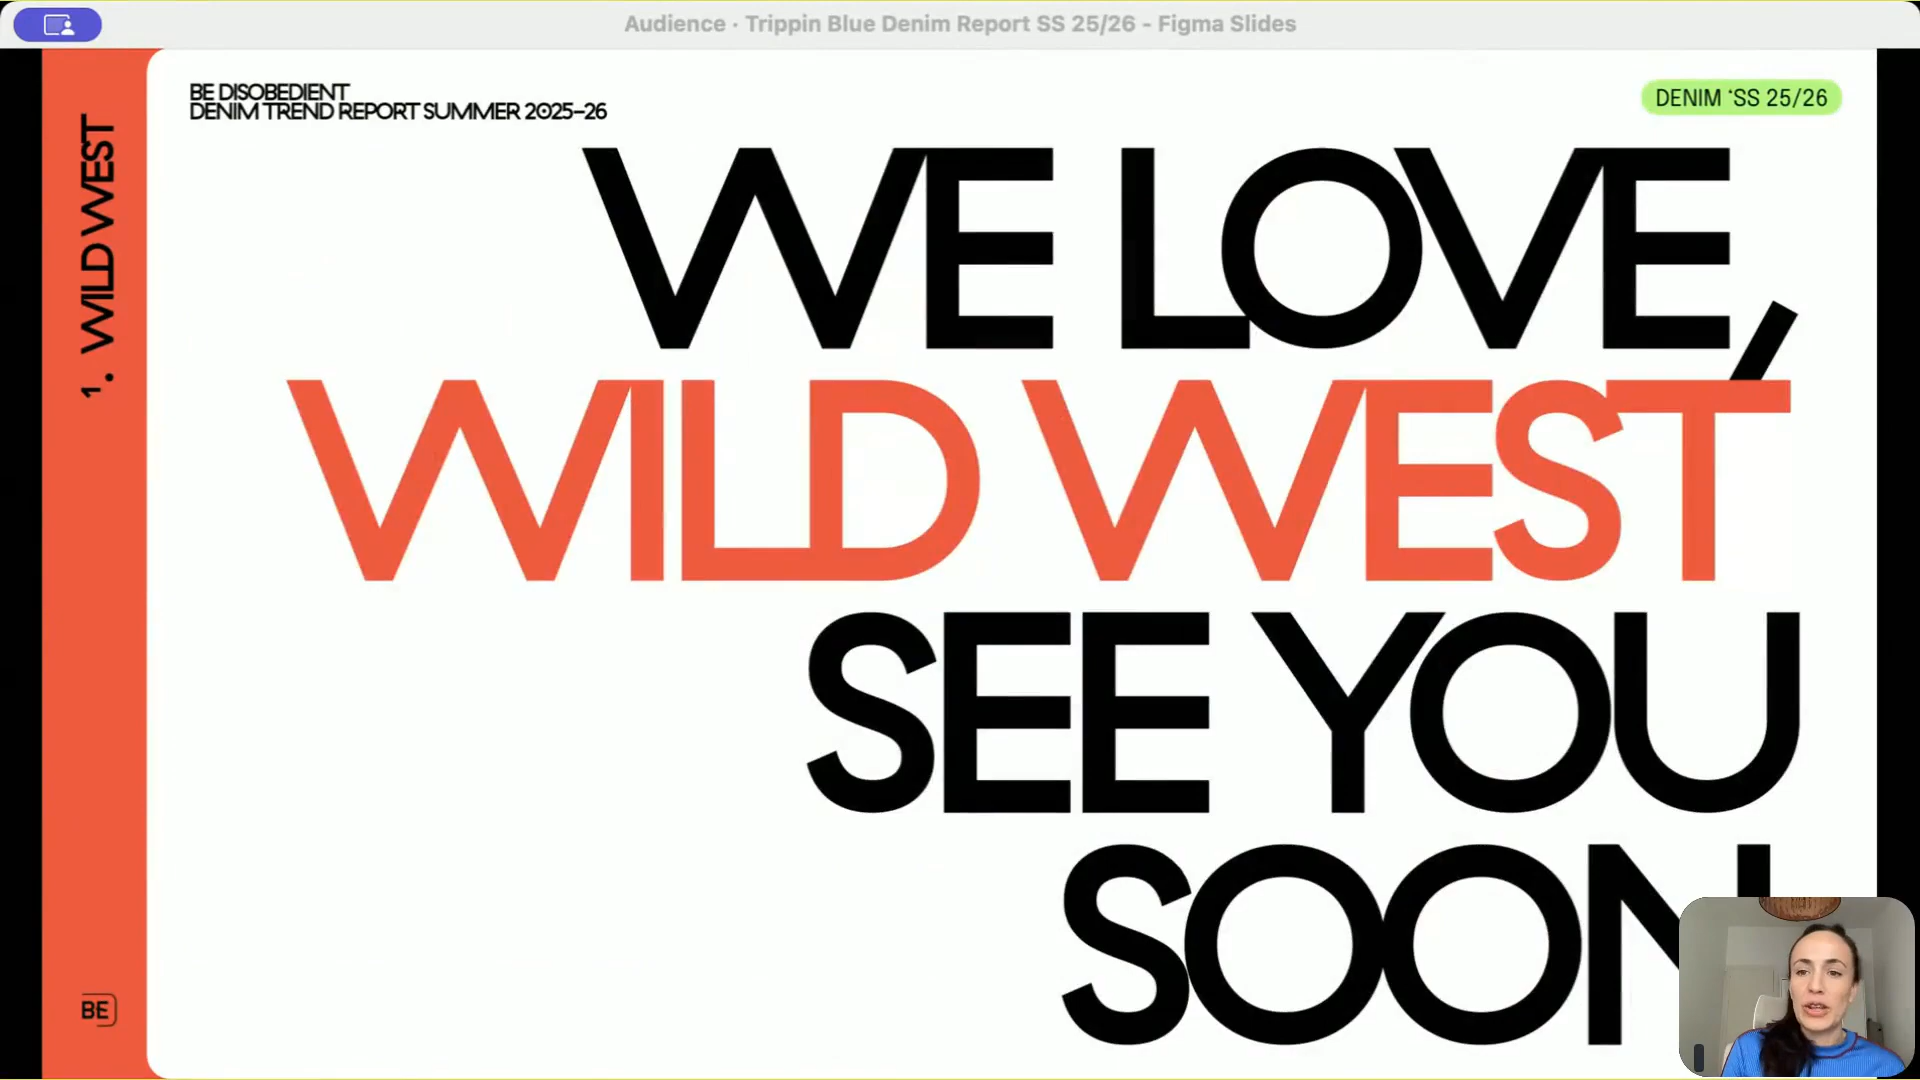 Audience · Trippin Blue Denim Report SS 25/26 - Figma Slides
BE DISOBEDIENT
DENIM TREND REPORT SUMMER 2025–26
DENIM ‘SS 25/26
1. WILD WEST
WE LOVE,
WILD WEST
SEE YOU
SOON
BE